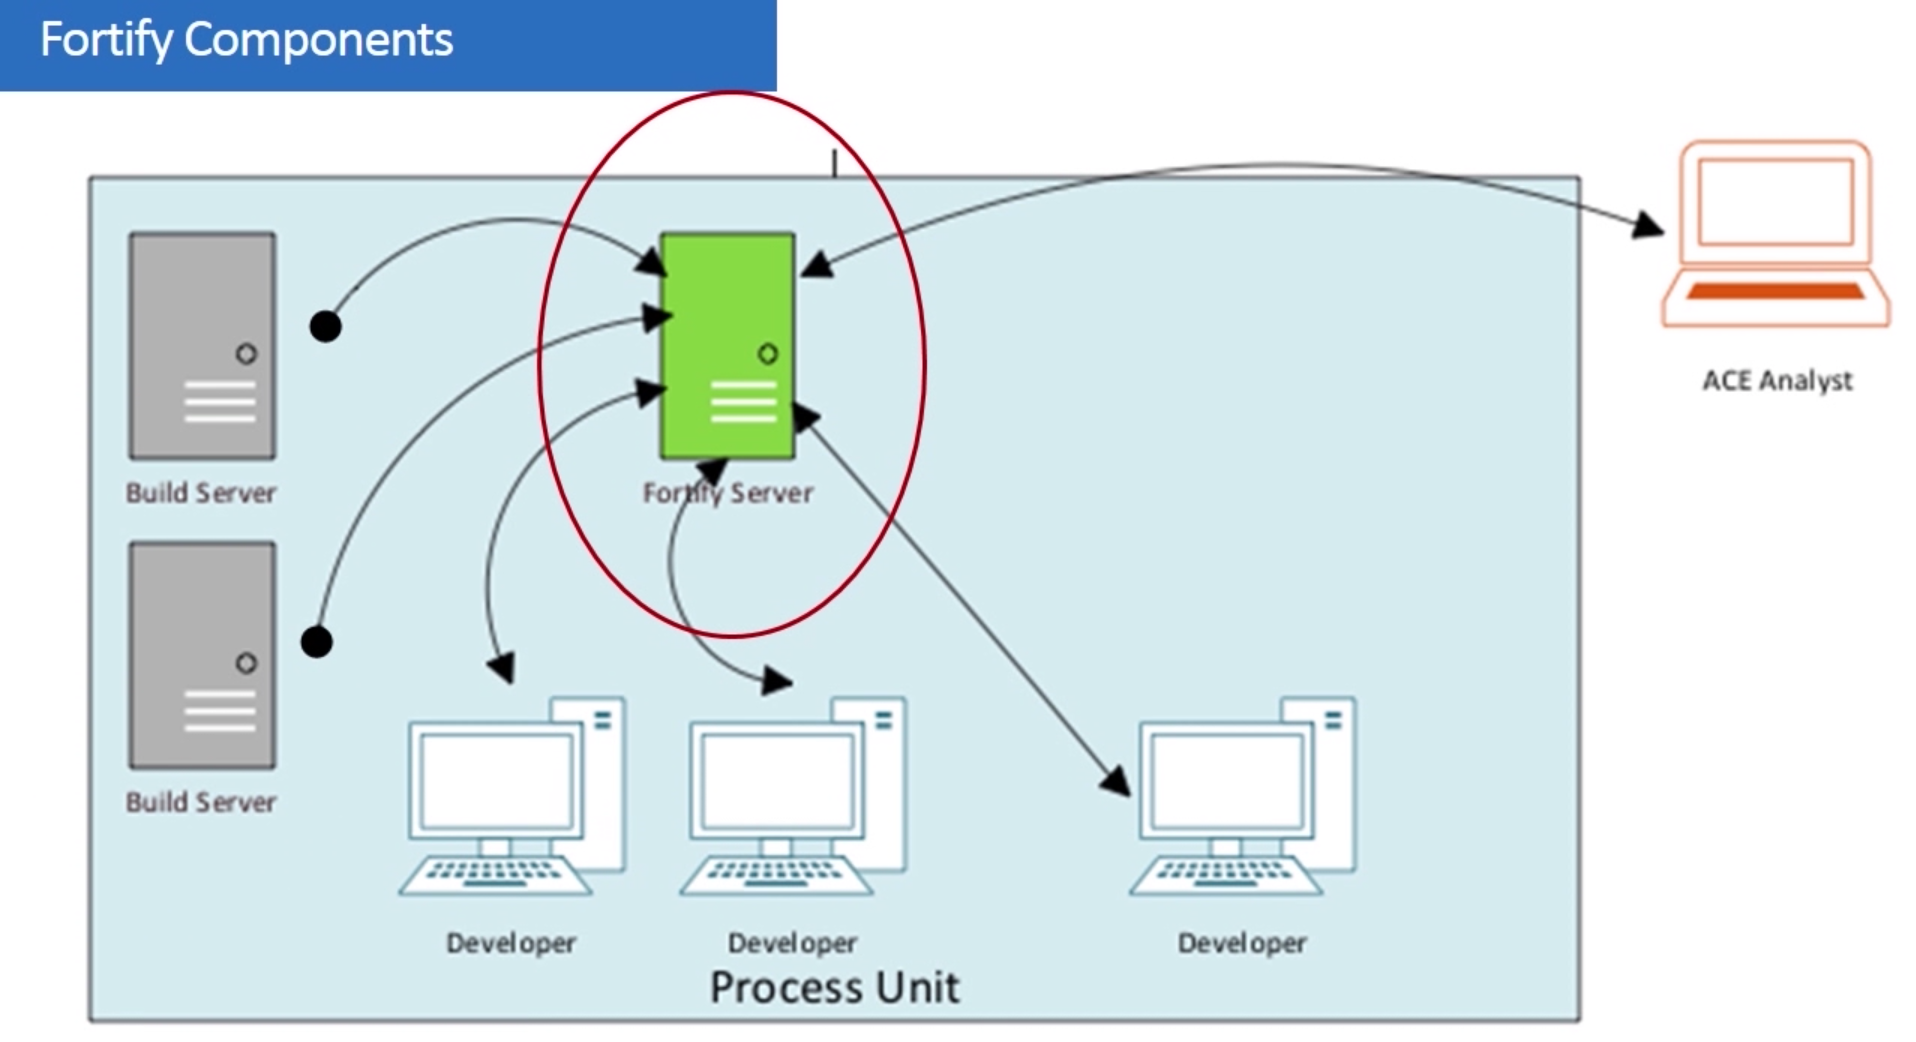 Fortify Components
ACE Analyst
Build Server
Fortify Server
Build Server
Developer
Developer
Developer
Process Unit